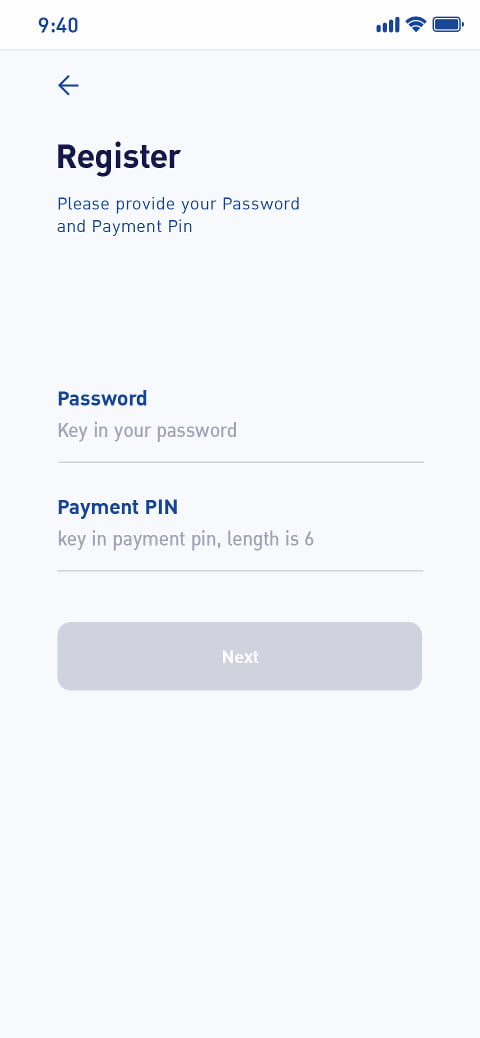 9:40
Register
Please provide your Password
and Payment Pin
Password
Key in your password
Payment PIN
key in payment pin, length is 6
Next